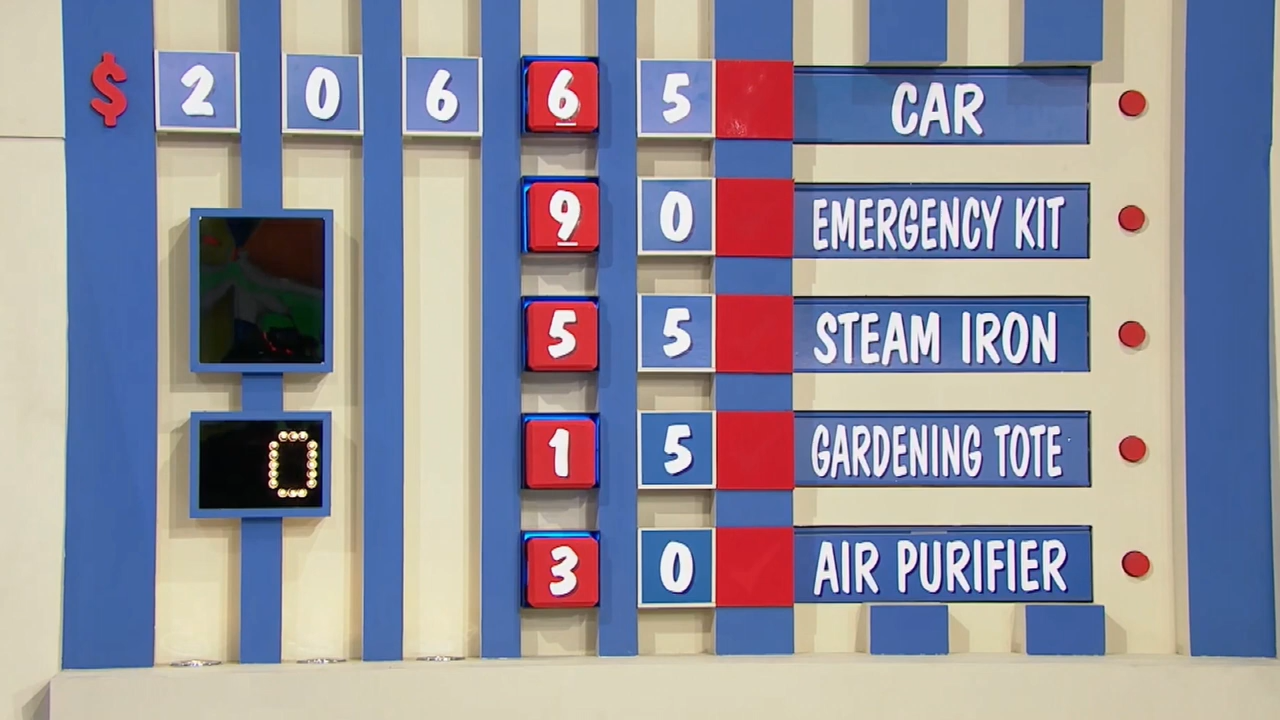 $ 2 0 6 6 5 CAR
9 0 EMERGENCY KIT
5 5 STEAM IRON
0 1 5 GARDENING TOTE
3 0 AIR PURIFIER